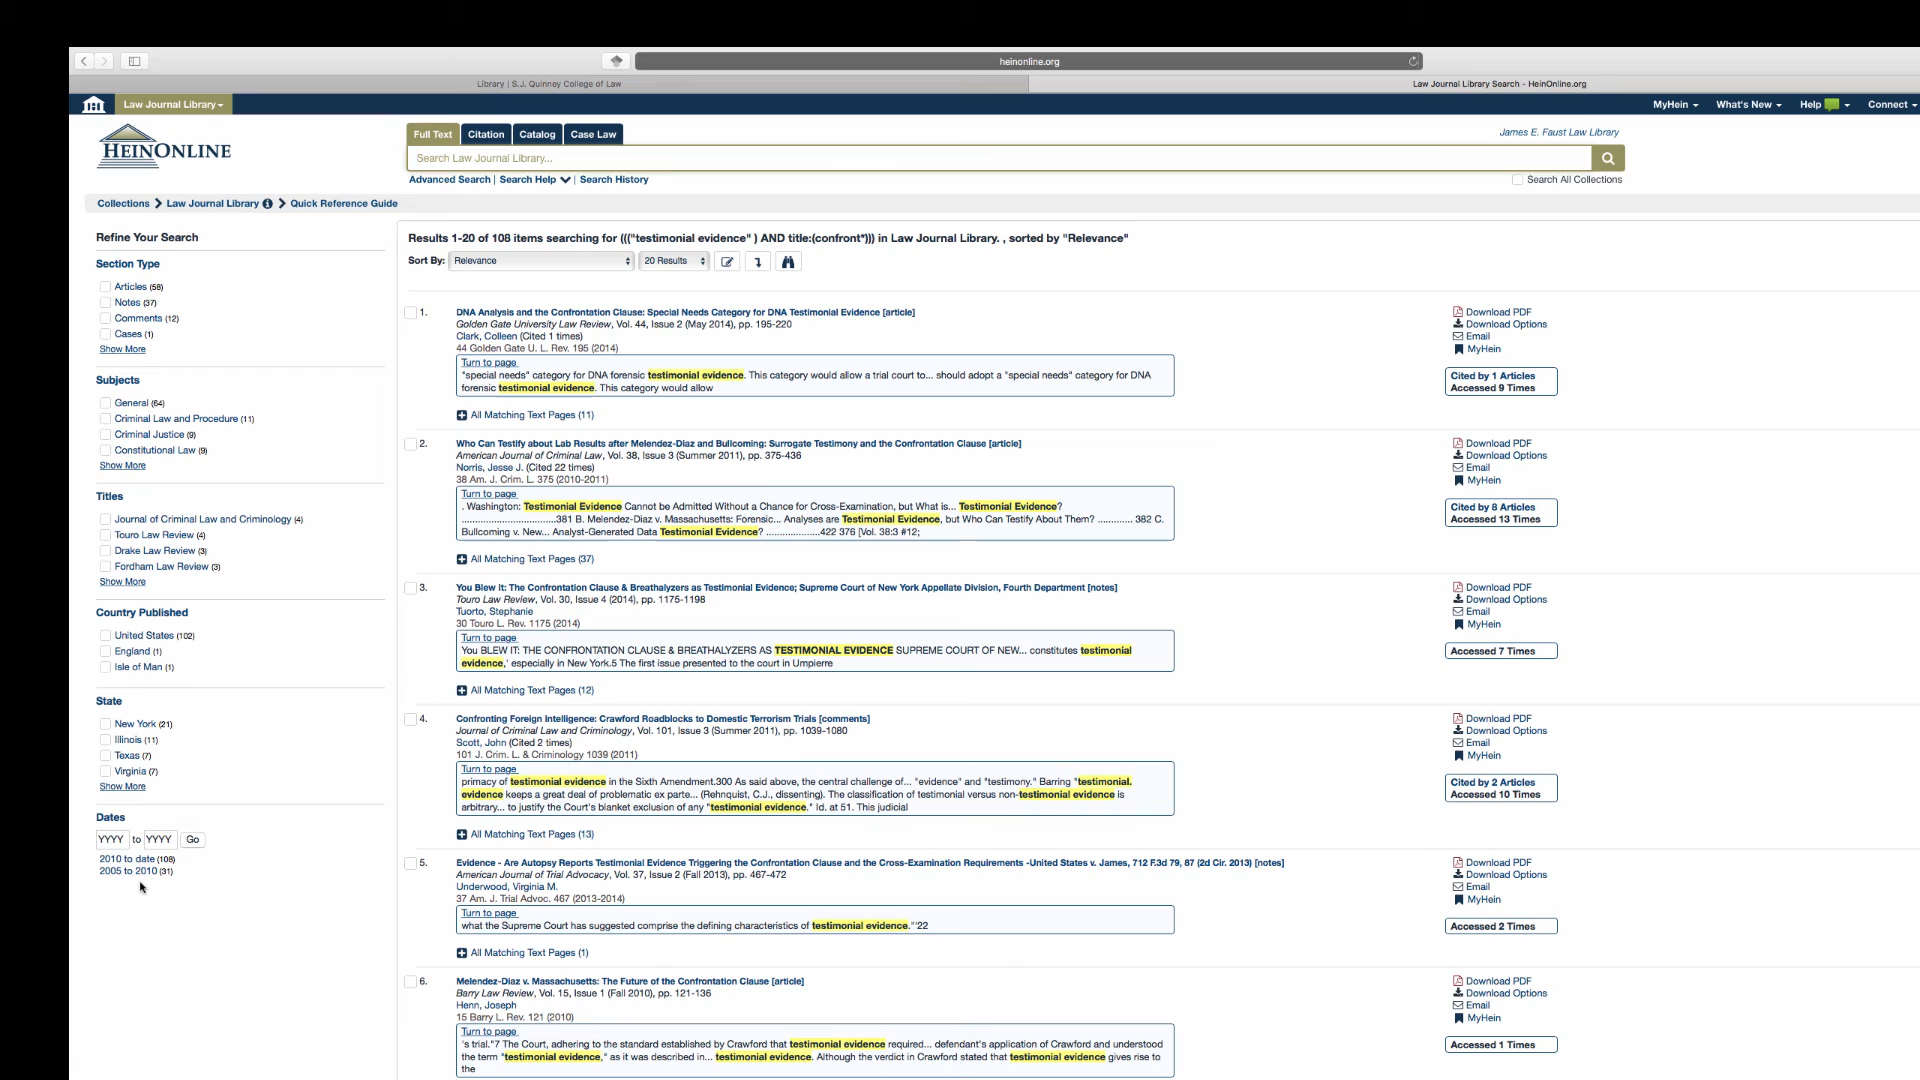 heinonline.org
Library | S.J. Quinney College of Law
Law Journal Library Search - HeinOnline.org
Law Journal Library
MyHein
What's New
Help
Connect
HEINONLINE
Full Text
Citation
Catalog
Case Law
James E. Faust Law Library
Search Law Journal Library...
Advanced Search | Search Help | Search History
Search All Collections
Collections > Law Journal Library > Quick Reference Guide
Refine Your Search
Section Type
Articles (58)
Notes (37)
Comments (12)
Cases (1)
Show More
Subjects
General (64)
Criminal Law and Procedure (11)
Criminal Justice (9)
Constitutional Law (9)
Show More
Titles
Journal of Criminal Law and Criminology (4)
Touro Law Review (4)
Drake Law Review (3)
Fordham Law Review (3)
Show More
Country Published
United States (102)
England (1)
Isle of Man (1)
State
New York (21)
Illinois (11)
Texas (7)
Virginia (7)
Show More
Dates
YYYY to YYYY Go
2010 to date (108)
2005 to 2010 (31)
Results 1-20 of 108 items searching for ((("testimonial evidence" ) AND title:(confront*))) in Law Journal Library. , sorted by "Relevance"
Sort By: Relevance 20 Results
1. DNA Analysis and the Confrontation Clause: Special Needs Category for DNA Testimonial Evidence [article]
Golden Gate University Law Review, Vol. 44, Issue 2 (May 2014), pp. 195-220
Clark, Colleen (Cited 1 times)
44 Golden Gate U. L. Rev. 195 (2014)
Turn to page
"special needs" category for DNA forensic testimonial evidence. This category would allow a trial court to... should adopt a "special needs" category for DNA
forensic testimonial evidence. This category would allow
All Matching Text Pages (11)
Download PDF
Download Options
Email
MyHein
Cited by 1 Articles
Accessed 9 Times
2. Who Can Testify about Lab Results after Melendez-Diaz and Bullcoming: Surrogate Testimony and the Confrontation Clause [article]
American Journal of Criminal Law, Vol. 38, Issue 3 (Summer 2011), pp. 375-436
Norris, Jesse J. (Cited 22 times)
38 Am. J. Crim. L. 375 (2010-2011)
Turn to page
. Washington: Testimonial Evidence Cannot be Admitted Without a Chance for Cross-Examination, but What is... Testimonial Evidence?
..................................381 B. Melendez-Diaz v. Massachusetts: Forensic... Analyses are Testimonial Evidence, but Who Can Testify About Them? ............. 382 C.
Bullcoming v. New... Analyst-Generated Data Testimonial Evidence? ...................422 376 [Vol. 38:3 #12;
All Matching Text Pages (37)
Download PDF
Download Options
Email
MyHein
Cited by 8 Articles
Accessed 13 Times
3. You Blew It: The Confrontation Clause & Breathalyzers as Testimonial Evidence; Supreme Court of New York Appellate Division, Fourth Department [notes]
Touro Law Review, Vol. 30, Issue 4 (2014), pp. 1175-1198
Tuorto, Stephanie
30 Touro L. Rev. 1175 (2014)
Turn to page
You BLEW IT: THE CONFRONTATION CLAUSE & BREATHALYZERS AS TESTIMONIAL EVIDENCE SUPREME COURT OF NEW... constitutes testimonial
evidence,' especially in New York.5 The first issue presented to the court in Umpierre
All Matching Text Pages (12)
Download PDF
Download Options
Email
MyHein
Accessed 7 Times
4. Confronting Foreign Intelligence: Crawford Roadblocks to Domestic Terrorism Trials [comments]
Journal of Criminal Law and Criminology, Vol. 101, Issue 3 (Summer 2011), pp. 1039-1080
Scott, John (Cited 2 times)
101 J. Crim. L. & Criminology 1039 (2011)
Turn to page
primacy of testimonial evidence in the Sixth Amendment.300 As said above, the central challenge of... "evidence" and "testimony." Barring "testimonial.
evidence keeps a great deal of problematic ex parte... (Rehnquist, C.J., dissenting). The classification of testimonial versus non-testimonial evidence is
arbitrary... to justify the Court's blanket exclusion of any "testimonial evidence." Id. at 51. This judicial
All Matching Text Pages (13)
Download PDF
Download Options
Email
MyHein
Cited by 2 Articles
Accessed 10 Times
5. Evidence - Are Autopsy Reports Testimonial Evidence Triggering the Confrontation Clause and the Cross-Examination Requirements -United States v. James, 712 F.3d 79, 87 (2d Cir. 2013) [notes]
American Journal of Trial Advocacy, Vol. 37, Issue 2 (Fall 2013), pp. 467-472
Underwood, Virginia M.
37 Am. J. Trial Advoc. 467 (2013-2014)
Turn to page
what the Supreme Court has suggested comprise the defining characteristics of testimonial evidence."'22
All Matching Text Pages (1)
Download PDF
Download Options
Email
MyHein
Accessed 2 Times
6. Melendez-Diaz v. Massachusetts: The Future of the Confrontation Clause [article]
Barry Law Review, Vol. 15, Issue 1 (Fall 2010), pp. 121-136
Henn, Joseph
15 Barry L. Rev. 121 (2010)
Turn to page
's trial."7 The Court, adhering to the standard established by Crawford that testimonial evidence required... defendant's application of Crawford and understood
the term "testimonial evidence," as it was described in... testimonial evidence. Although the verdict in Crawford stated that testimonial evidence gives rise to
the
Download PDF
Download Options
Email
MyHein
Accessed 1 Times